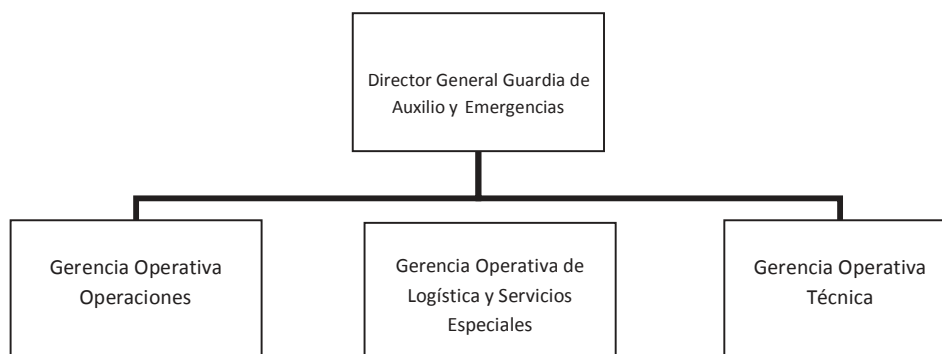 Director General Guardia de
Auxilio y Emergencias
Gerencia Operativa
Operaciones
Gerencia Operativa de
Logística y Servicios
Especiales
Gerencia Operativa
Técnica